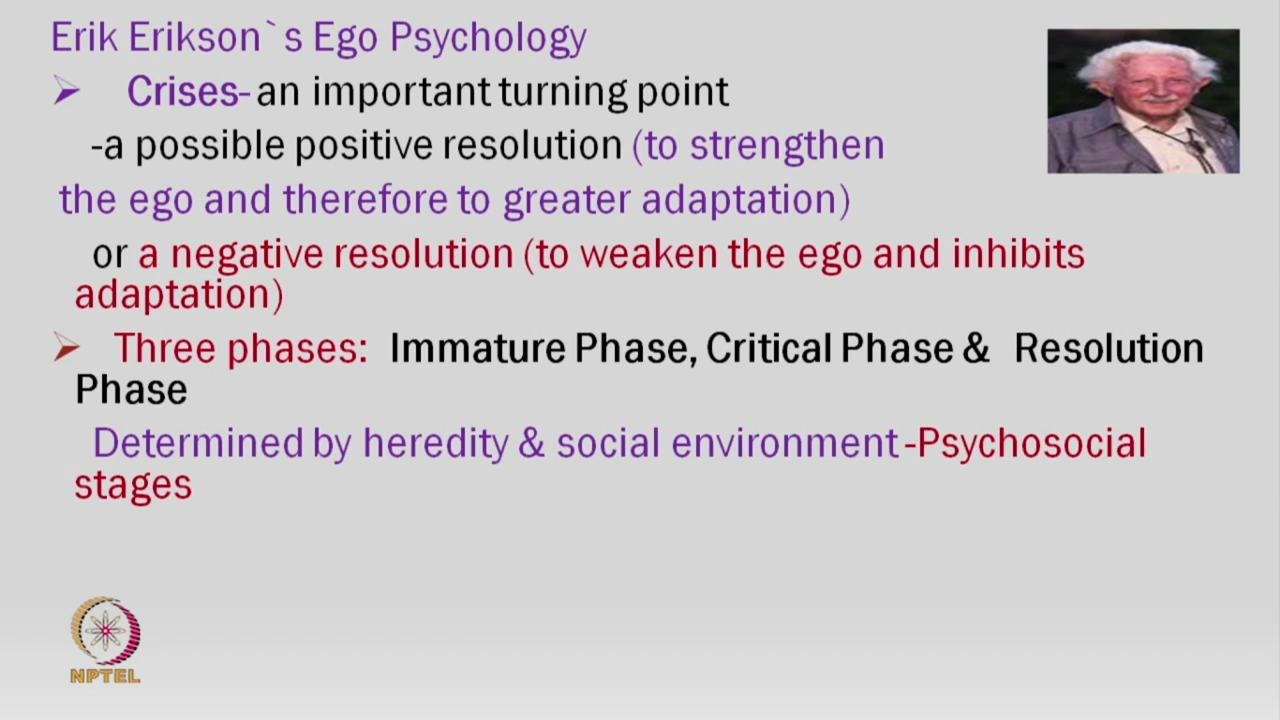 Erik Erikson`s Ego Psychology
➢ Crises- an important turning point
-a possible positive resolution (to strengthen
the ego and therefore to greater adaptation)
or a negative resolution (to weaken the ego and inhibits
adaptation)
➢ Three phases: Immature Phase, Critical Phase & Resolution
Phase
Determined by heredity & social environment -Psychosocial
stages
NPTEL